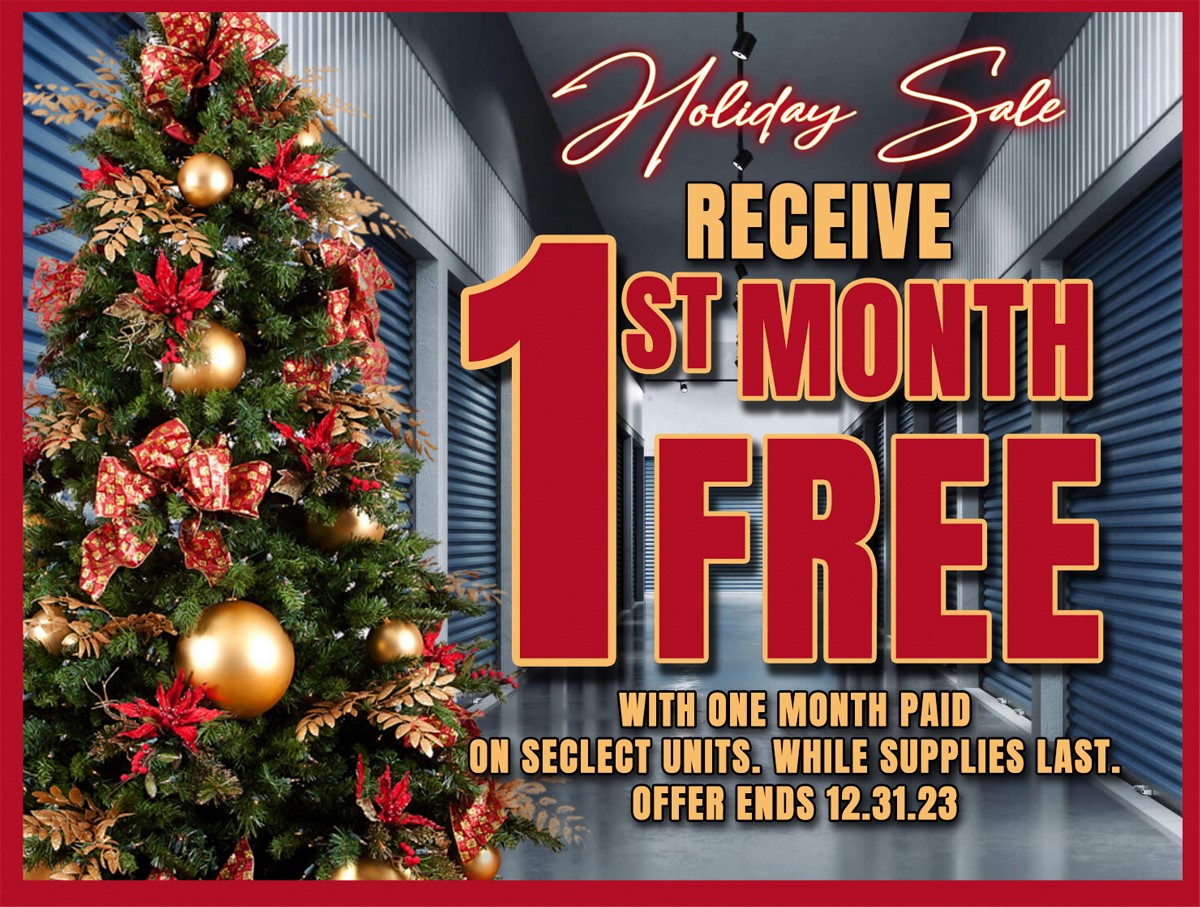 Holiday Sale
RECEIVE
1ST MONTH
FREE
WITH ONE MONTH PAID
ON SECLECT UNITS. WHILE SUPPLIES LAST.
OFFER ENDS 12.31.23